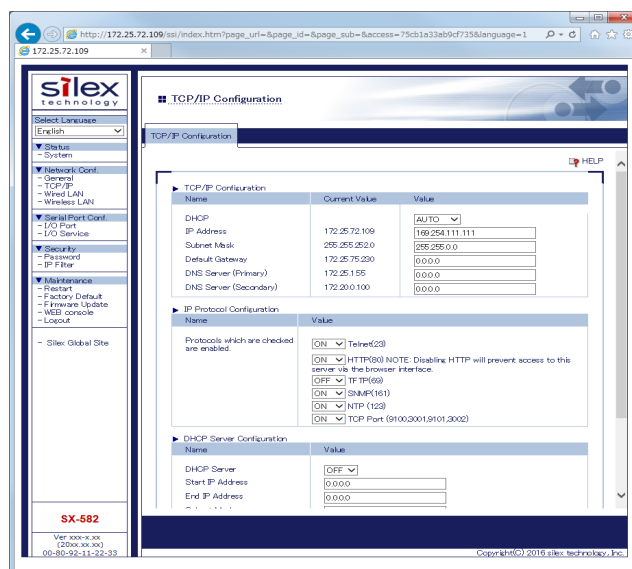 http://172.25.72.109/ssi/index.htm?page_url=&page_id=&page_sub=&access=75cb1a33ab9cf735&language=1
172.25.72.109
silex
technology
Select Language
English
▼ Status
- System
▼ Network Conf.
- General
- TCP/IP
- Wired LAN
- Wireless LAN
▼ Serial Port Conf.
- I/O Port
- I/O Service
▼ Security
- Password
- IP Filter
▼ Maintenance
- Restart
- Factory Default
- Firmware Update
- WEB console
- Logout
- Silex Global Site
SX-582
Ver xxx-x.xx
(20xx.xx.xx)
00-80-92-11-22-33
TCP/IP Configuration
TCP/IP Configuration
HELP
▶ TCP/IP Configuration
Name Current Value Value
DHCP AUTO
IP Address 172.25.72.109 169.254.111.111
Subnet Mask 255.255.252.0 255.255.0.0
Default Gateway 172.25.75.230 0.0.0.0
DNS Server (Primary) 172.25.1.55 0.0.0.0
DNS Server (Secondary) 172.20.0.100 0.0.0.0
▶ IP Protocol Configuration
Name Value
Protocols which are checked
are enabled.
ON Telnet(23)
ON HTTP(80) NOTE: Disabling HTTP will prevent access to this
server via the browser interface.
OFF TFTP(69)
ON SNMP(161)
ON NTP (123)
ON TCP Port (9100,3001,9101,3002)
▶ DHCP Server Configuration
Name Value
DHCP Server OFF
Start IP Address 0.0.0.0
End IP Address 0.0.0.0
Copyright(C) 2016 silex technology, Inc.